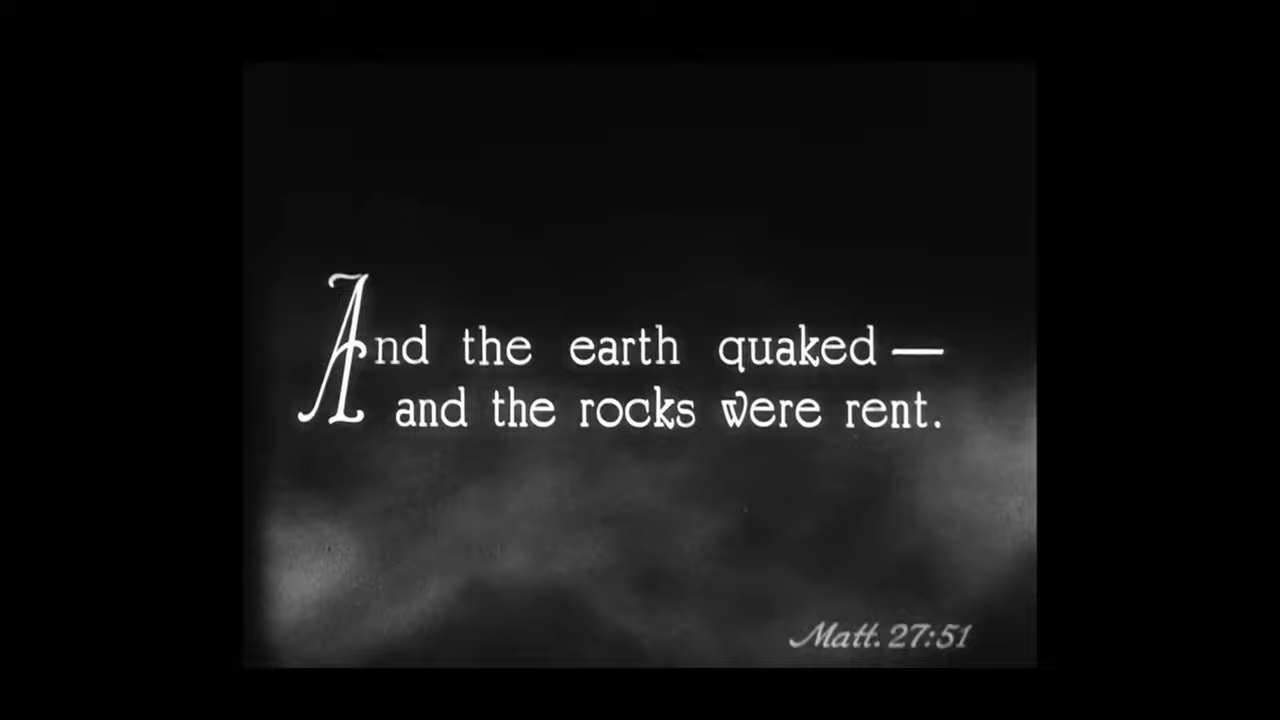 And the earth quaked —
and the rocks were rent.
Matt. 27:51